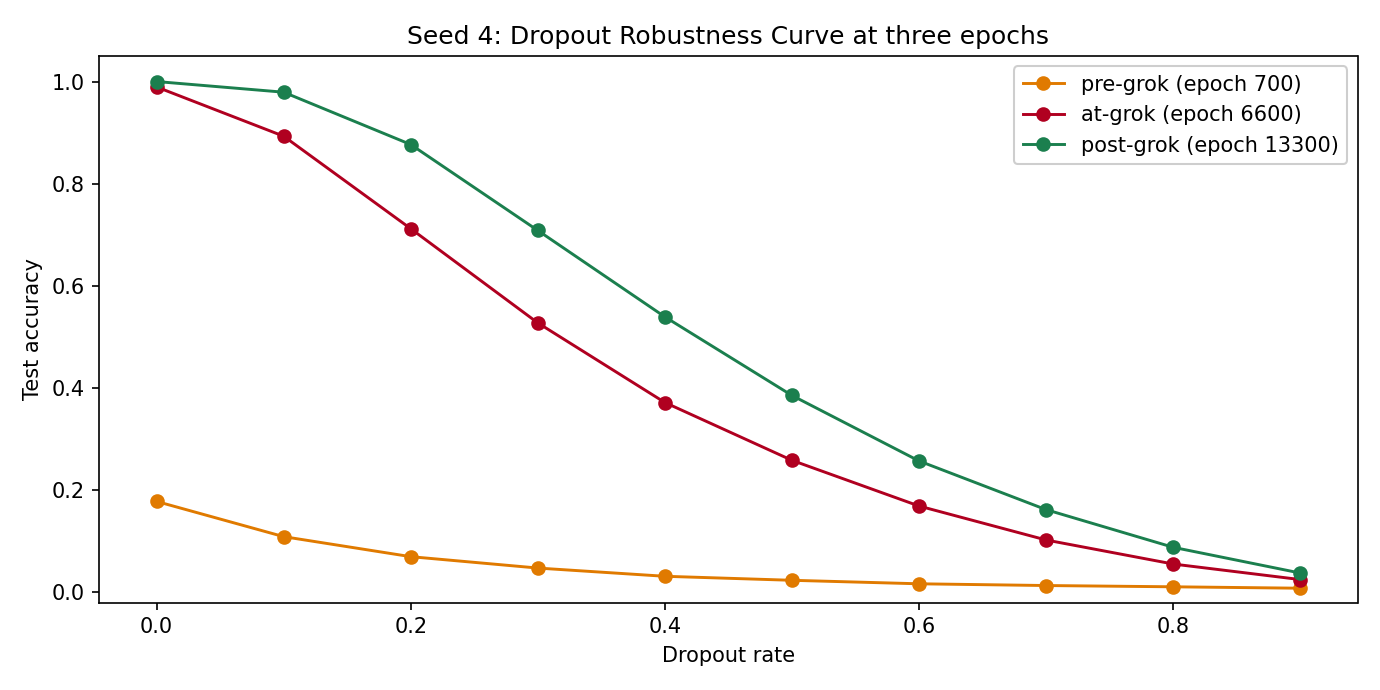 Seed 4: Dropout Robustness Curve at three epochs
pre-grok (epoch 700)
at-grok (epoch 6600)
post-grok (epoch 13300)
Test accuracy
1.0
0.8
0.6
0.4
0.2
0.0
0.0 0.2 0.4 0.6 0.8
Dropout rate